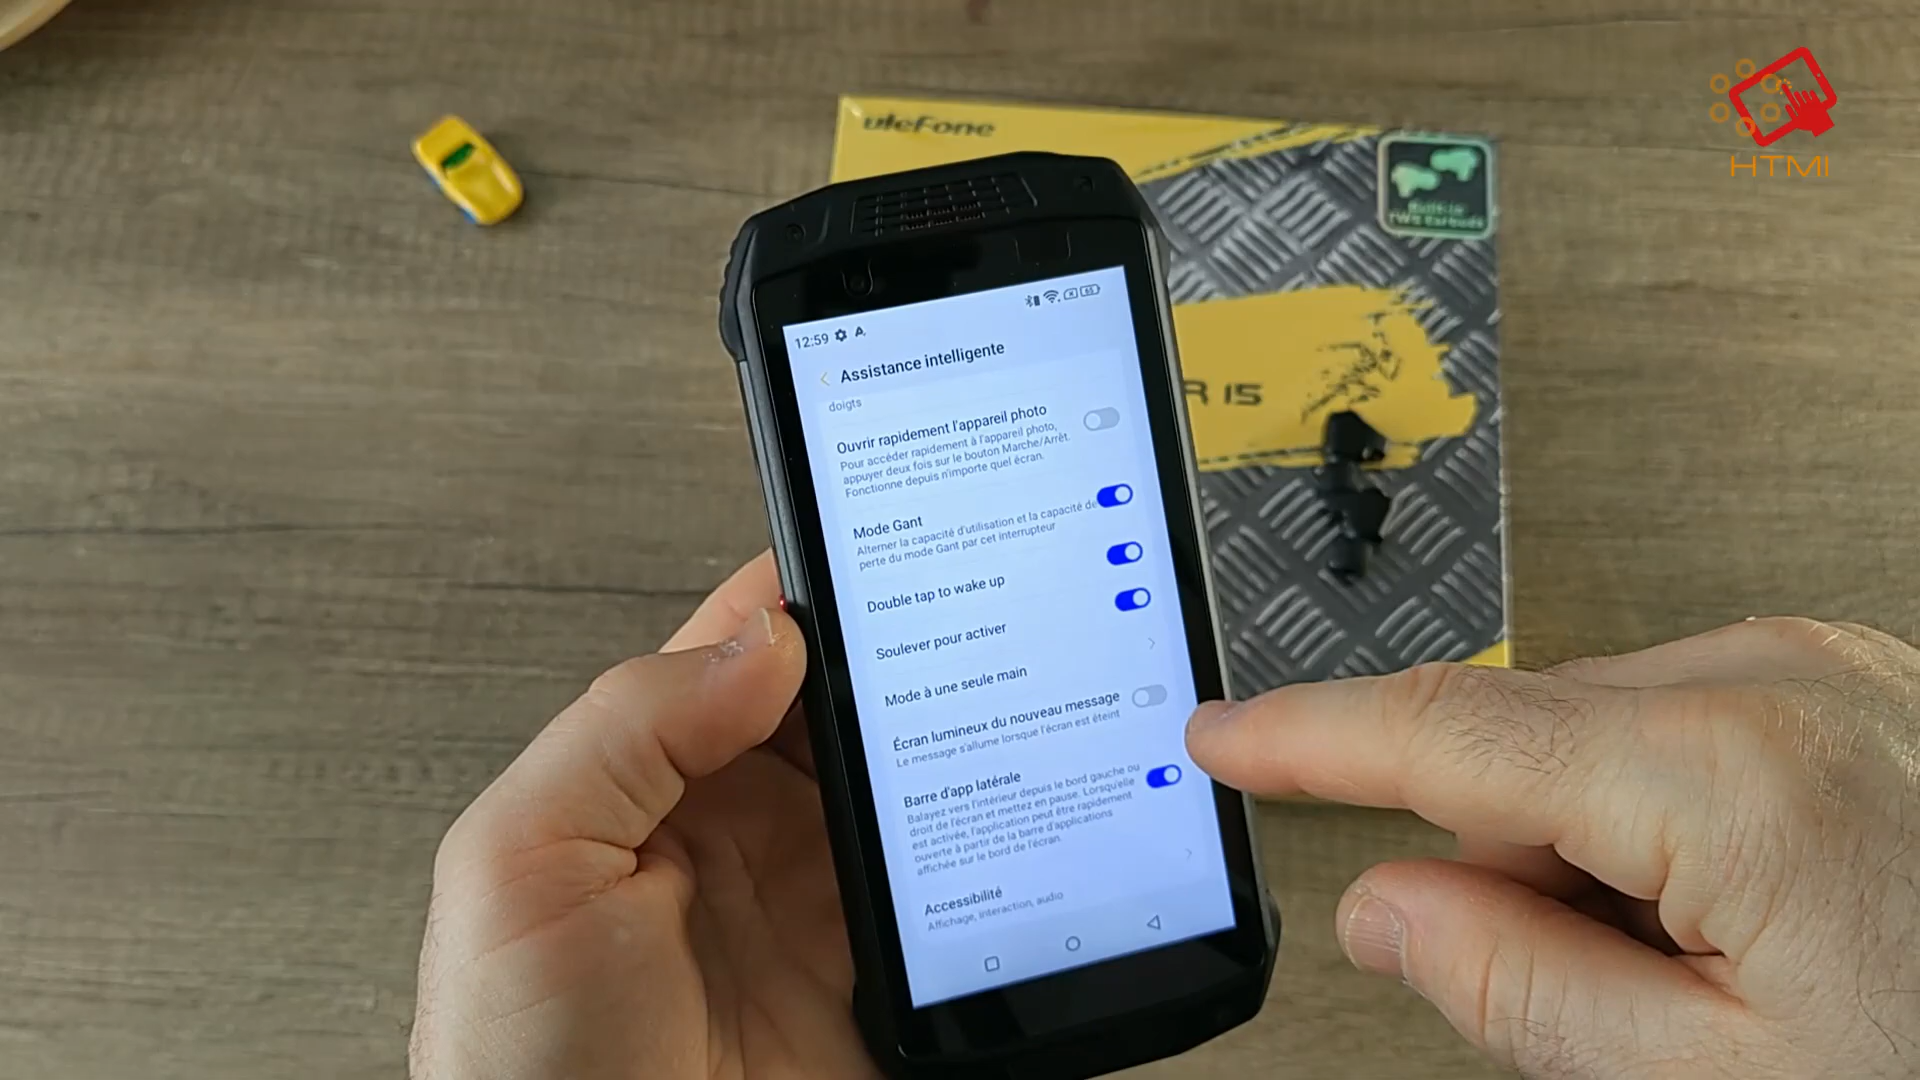 HTMI
uleFone
Built-in
TWS Earbuds
R 15
12:59
65
Assistance intelligente
doigts
Ouvrir rapidement l'appareil photo
Pour accéder rapidement à l'appareil photo,
appuyer deux fois sur le bouton Marche/Arrêt.
Fonctionne depuis n'importe quel écran.
Mode Gant
Alterner la capacité d'utilisation et la capacité de
perte du mode Gant par cet interrupteur
Double tap to wake up
Soulever pour activer
Mode à une seule main
Écran lumineux du nouveau message
Le message s'allume lorsque l'écran est éteint
Barre d'app latérale
Balayez vers l'intérieur depuis le bord gauche ou
droit de l'écran et mettez en pause. Lorsqu'elle
est activée, l'application peut être rapidement
ouverte à partir de la barre d'applications
affichée sur le bord de l'écran.
Accessibilité
Affichage, interaction, audio